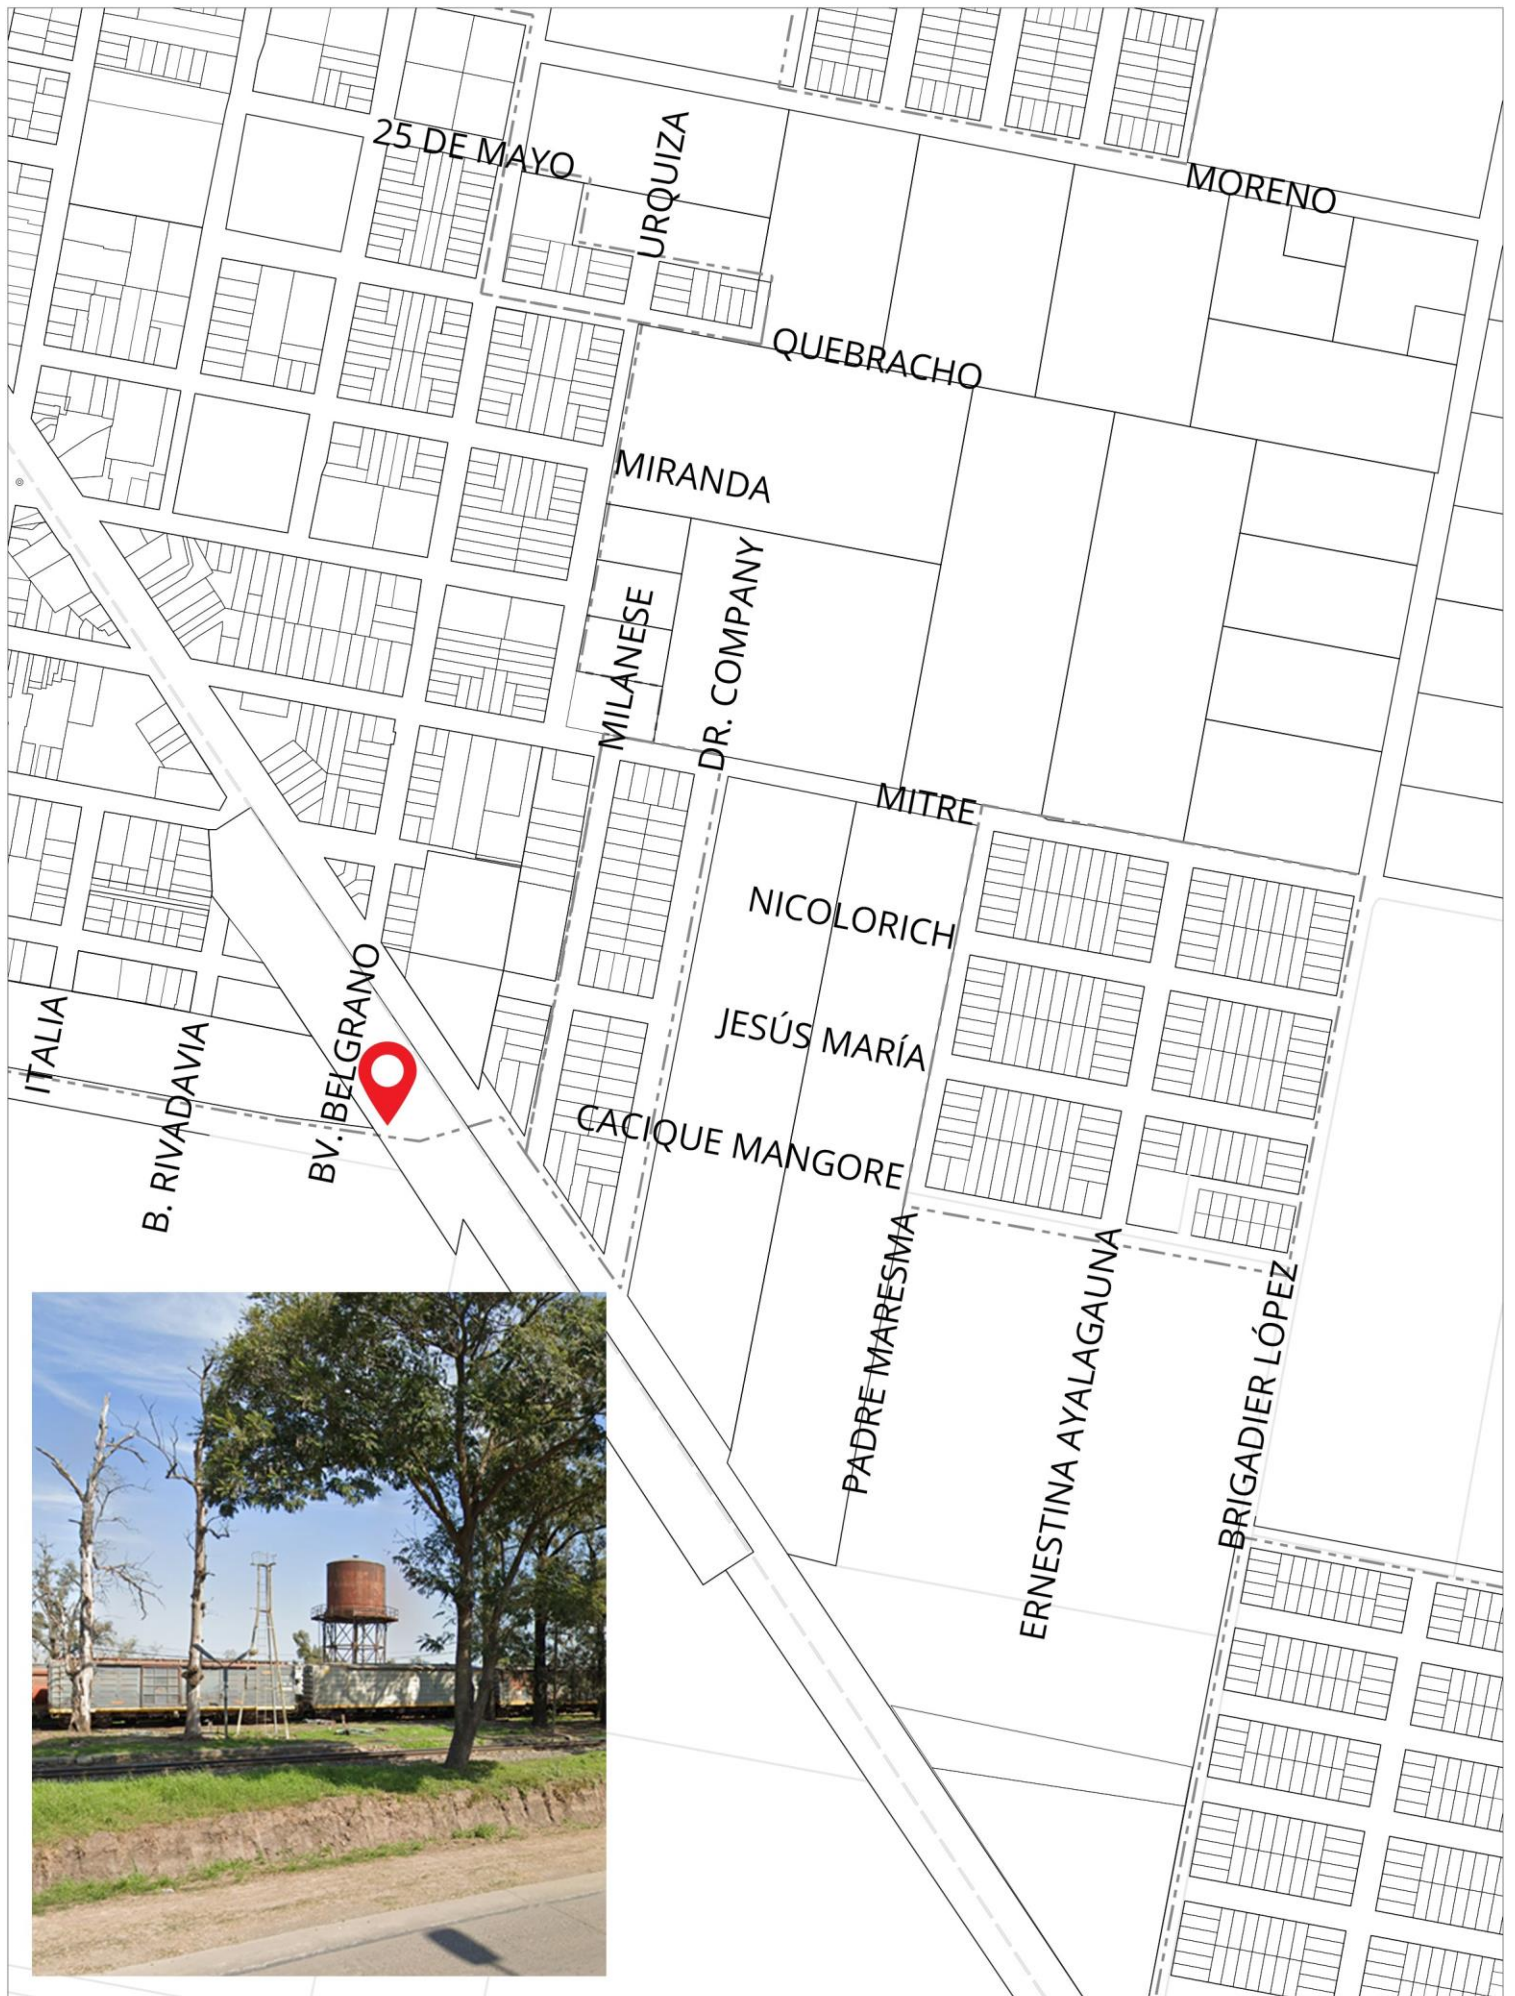 25 DE MAYO
URQUIZA
MORENO
QUEBRACHO
MIRANDA
MILANESE
DR. COMPANY
MITRE
NICOLORICH
JESÚS MARÍA
CACIQUE MANGORE
ITALIA
B. RIVADAVIA
BV. BELGRANO
PADRE MARESMA
ERNESTINA AYALAGAUNA
BRIGADIER LÓPEZ